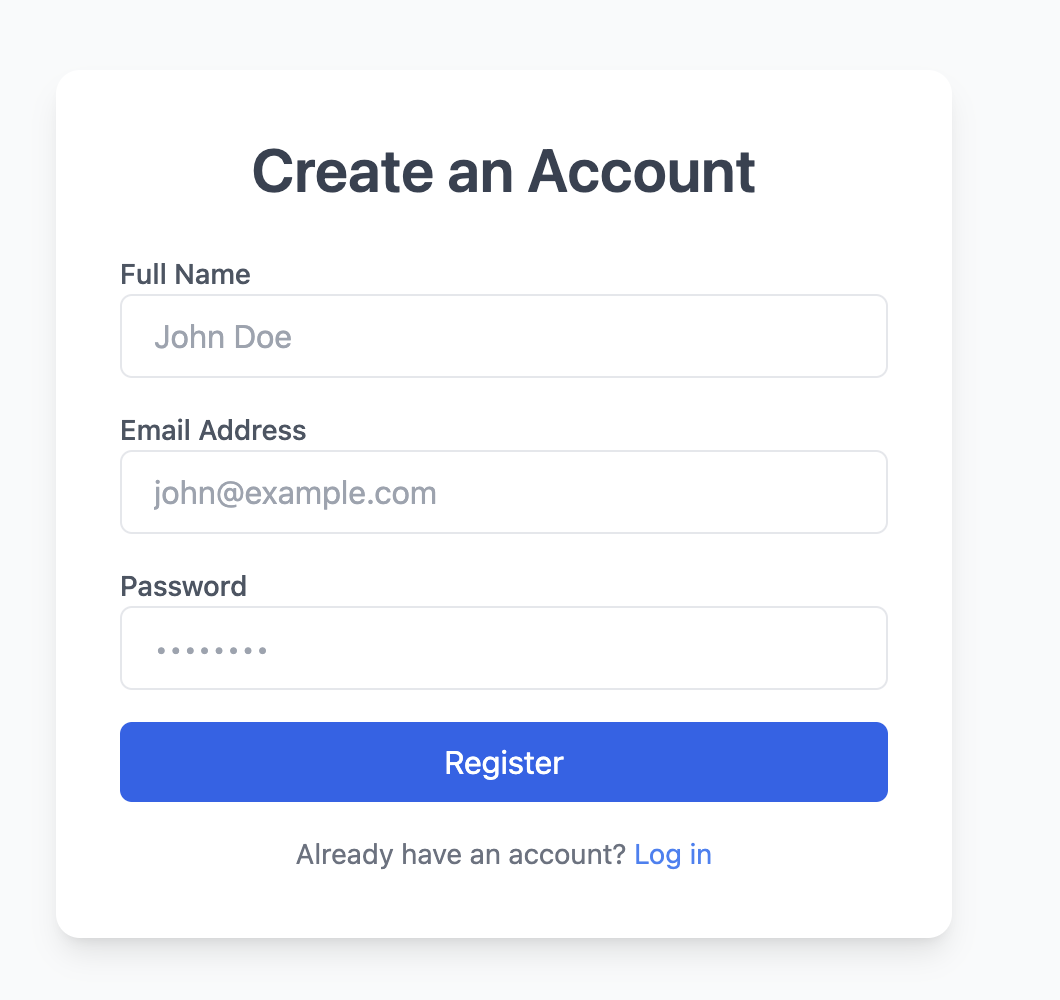 Create an Account
Full Name
John Doe
Email Address
john@example.com
Password
••••••••
Register
Already have an account? Log in